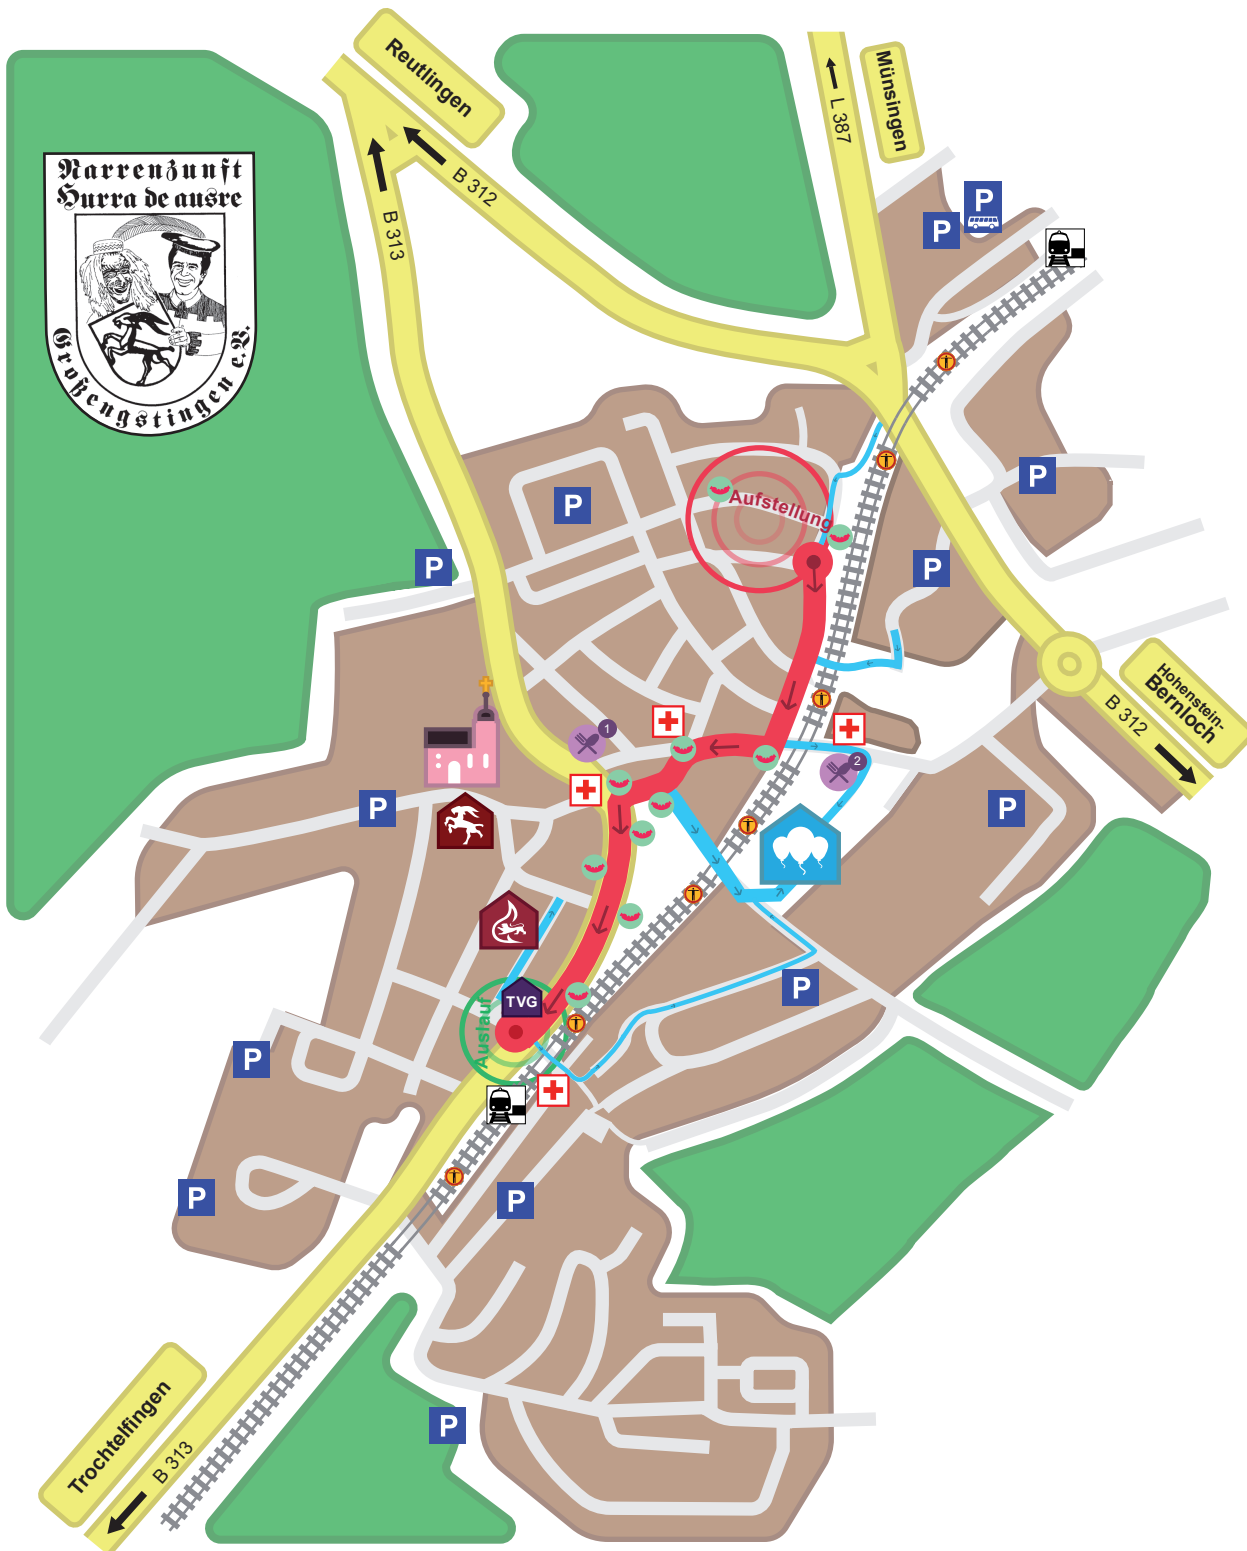 Reutlingen
Münsingen
L 387
B 312
B 313
Narrenzunft
Hurra de ausre
Großengstingen e.V.
P
P
P
P
P
Aufstellung
P
P
Hohenstein-
Bernloch
B 312
1
2
P
P
TVG
Auslauf
P
P
P
P
Trochtelfingen
B 313
P